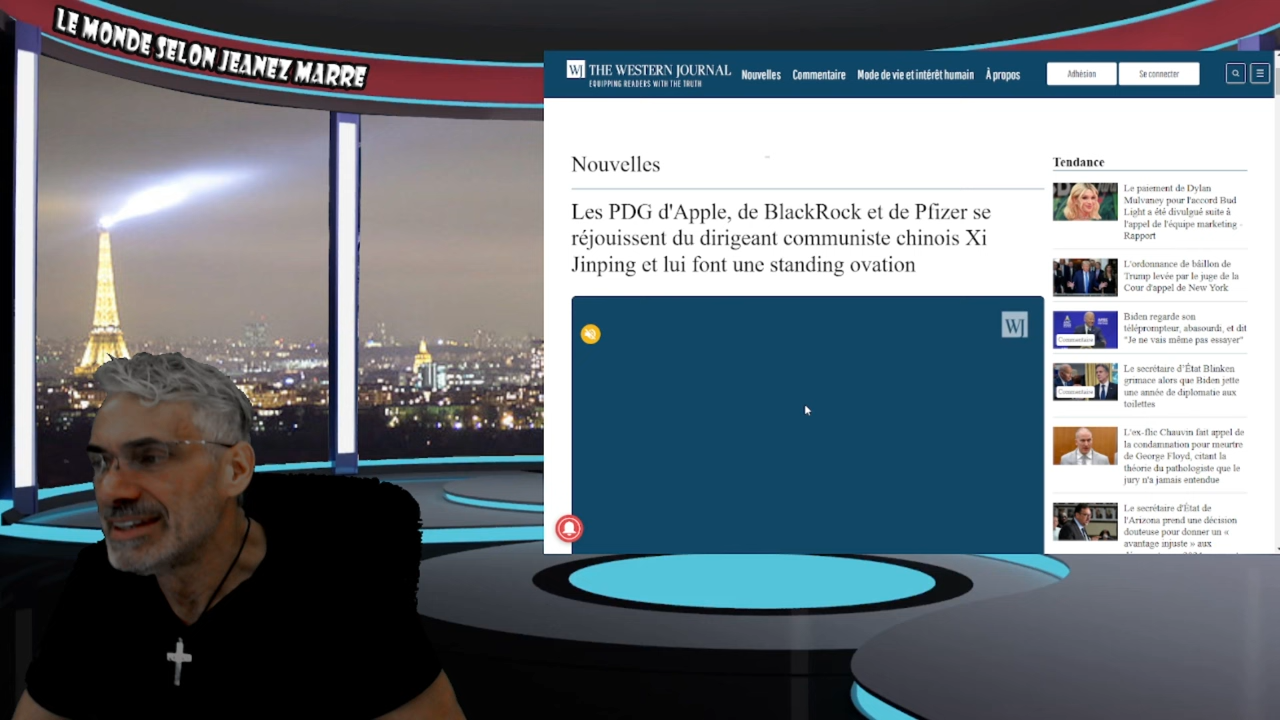 LE MONDE SELON JEANEZ MARRE
WJ THE WESTERN JOURNAL
EQUIPPING READERS WITH THE TRUTH
Nouvelles
Commentaire
Mode de vie et intérêt humain
À propos
Adhésion
Se connecter
Nouvelles
Les PDG d'Apple, de BlackRock et de Pfizer se
réjouissent du dirigeant communiste chinois Xi
Jinping et lui font une standing ovation
WJ
Tendance
Le paiement de Dylan
Mulvaney pour l'accord Bud
Light a été divulgué suite à
l'appel de l'équipe marketing -
Rapport
L'ordonnance de bâillon de
Trump levée par le juge de la
Cour d'appel de New York
Commentaire
Biden regarde son
téléprompteur, abasourdi, et dit
"Je ne vais même pas essayer"
Commentaire
Le secrétaire d'État Blinken
grimace alors que Biden jette
une année de diplomatie aux
toilettes
L'ex-flic Chauvin fait appel de
la condamnation pour meurtre
de George Floyd, citant la
théorie du pathologiste que le
jury n'a jamais entendue
Le secrétaire d'État de
l'Arizona prend une décision
douteuse pour donner un «
avantage injuste » aux